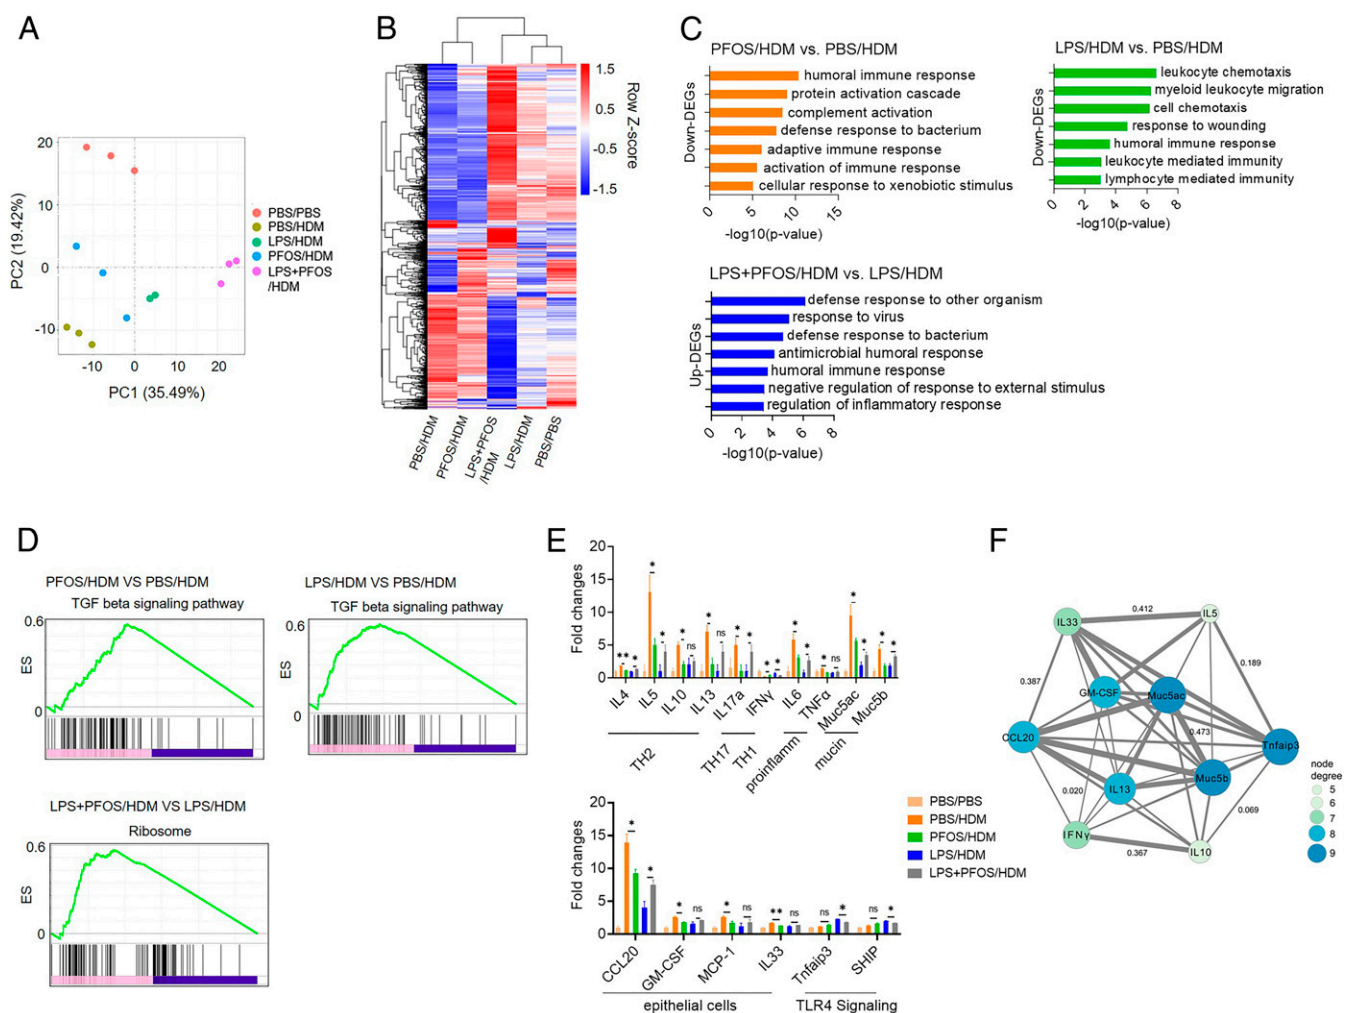 A
20
10
0
-10
PC2 (19.42%)
-10
0
10
20
PC1 (35.49%)
PBS/PBS
PBS/HDM
LPS/HDM
PFOS/HDM
LPS+PFOS
/HDM
B
1.5
0.5
-0.5
-1.5
Row Z-score
PBS/HDM
PFOS/HDM
LPS+PFOS
/HDM
LPS/HDM
PBS/PBS
C
PFOS/HDM vs. PBS/HDM
Down-DEGs
humoral immune response
protein activation cascade
complement activation
defense response to bacterium
adaptive immune response
activation of immune response
cellular response to xenobiotic stimulus
0
5
10
15
-log10(p-value)
LPS/HDM vs. PBS/HDM
Down-DEGs
leukocyte chemotaxis
myeloid leukocyte migration
cell chemotaxis
response to wounding
humoral immune response
leukocyte mediated immunity
lymphocyte mediated immunity
0
2
4
6
8
-log10(p-value)
LPS+PFOS/HDM vs. LPS/HDM
Up-DEGs
defense response to other organism
response to virus
defense response to bacterium
antimicrobial humoral response
humoral immune response
negative regulation of response to external stimulus
regulation of inflammatory response
0
2
4
6
8
-log10(p-value)
D
PFOS/HDM VS PBS/HDM
TGF beta signaling pathway
0.6
ES
0
LPS/HDM VS PBS/HDM
TGF beta signaling pathway
0.6
ES
0
LPS+PFOS/HDM VS LPS/HDM
Ribosome
0.6
ES
0
E
20
15
10
5
0
Fold changes
* * * * * ns * ns * * * * * * * * * * * *
IL4
IL5
IL10
IL13
IL17a
IFNγ
IL6
TNFα
Muc5ac
Muc5b
TH2
TH17
TH1
proinflamm
mucin
PBS/PBS
PBS/HDM
PFOS/HDM
LPS/HDM
LPS+PFOS/HDM
20
15
10
5
0
Fold changes
* * * ns * ns ** ns ns * ns *
CCL20
GM-CSF
MCP-1
IL33
Tnfaip3
SHIP
epithelial cells
TLR4 Signaling
F
IL33
0.412
IL5
0.387
0.189
GM-CSF
Muc5ac
CCL20
0.473
Tnfaip3
Muc5b
IL13
0.020
0.069
IFNγ
0.367
IL10
node
degree
5
6
7
8
9